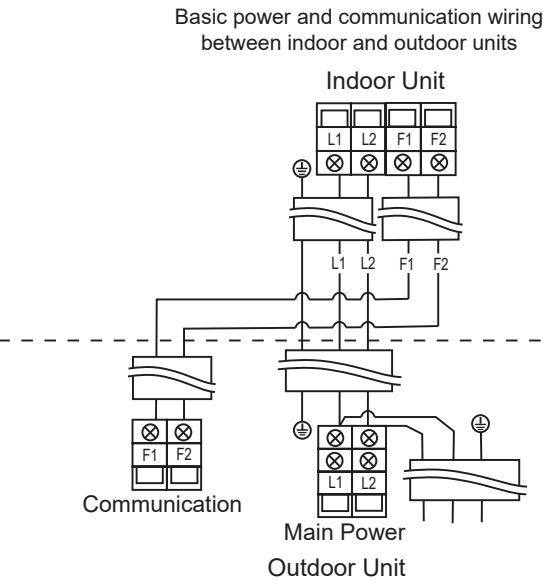 Basic power and communication wiring
between indoor and outdoor units
Indoor Unit
L1 L2 F1 F2
L1 L2 F1 F2
F1 F2
L1 L2
Communication
Main Power
Outdoor Unit